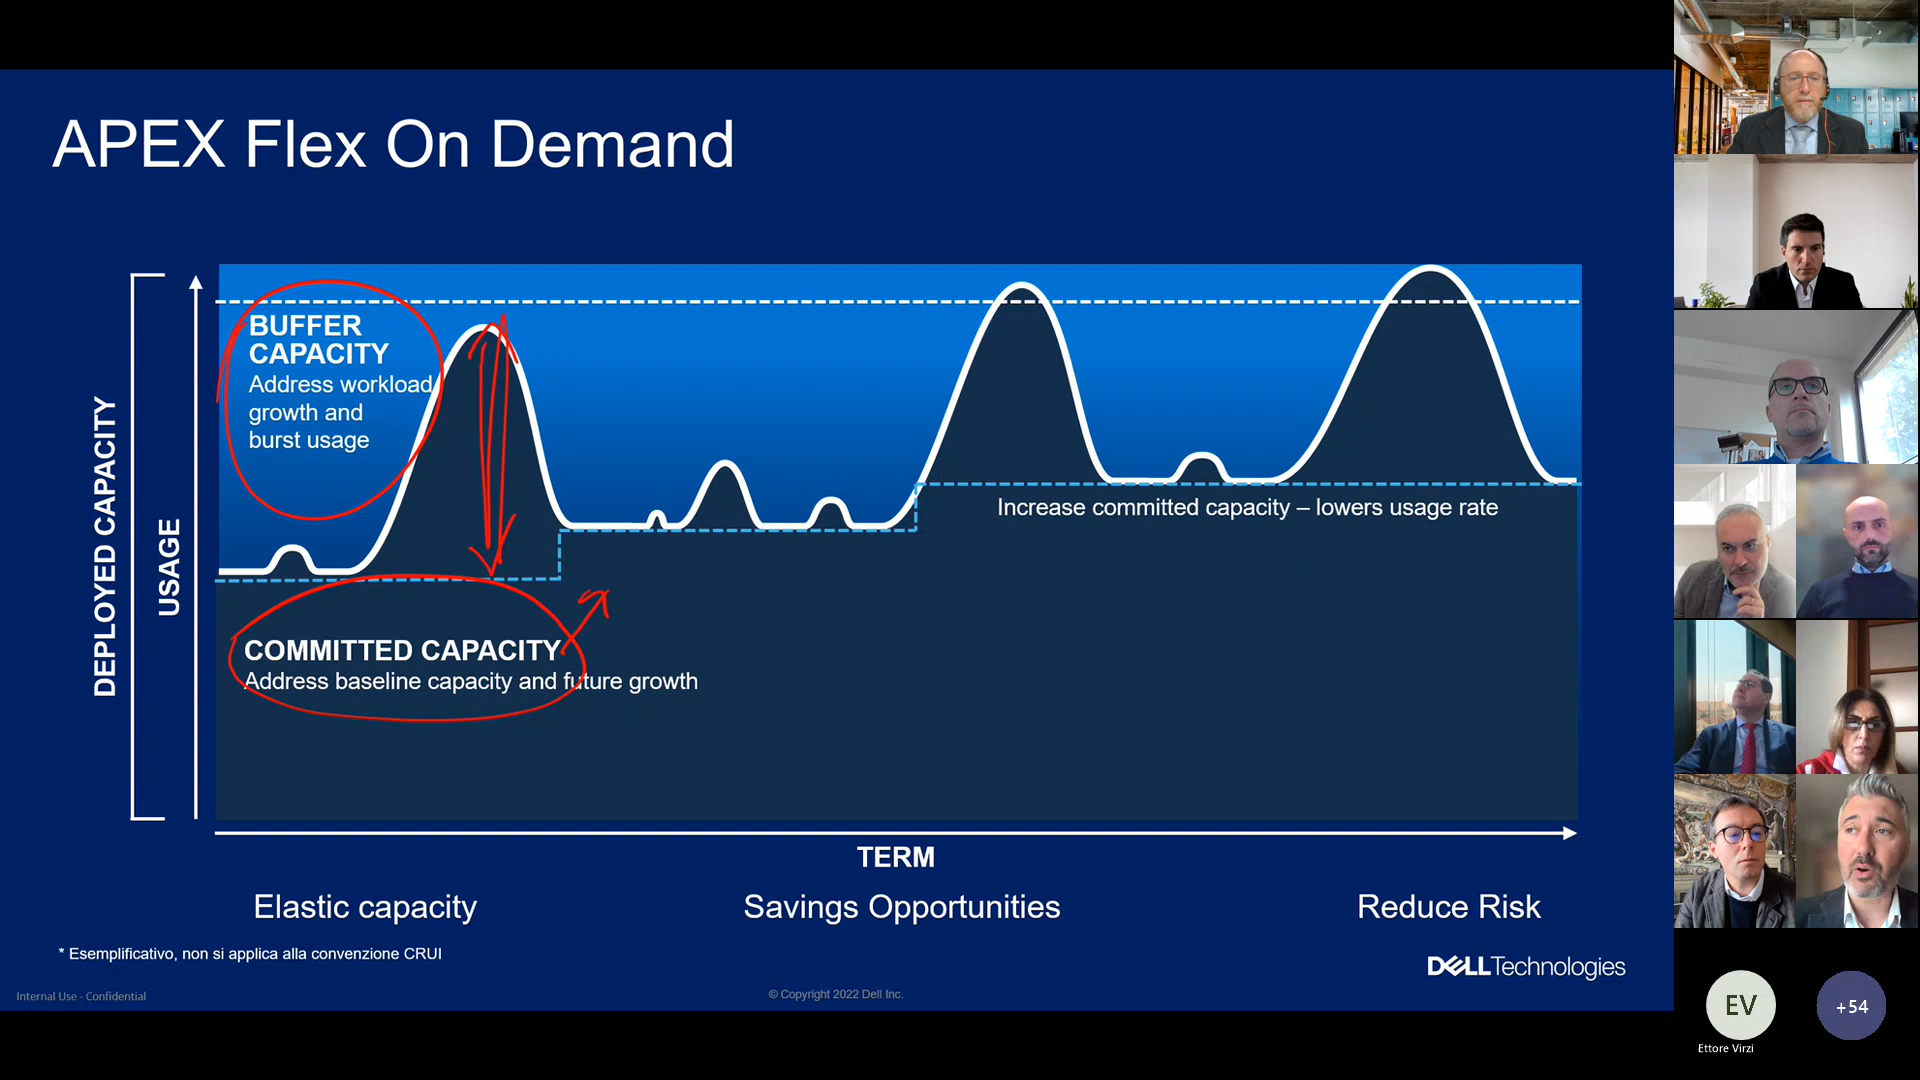 APEX Flex On Demand
DEPLOYED CAPACITY
USAGE
BUFFER
CAPACITY
Address workload
growth and
burst usage
Increase committed capacity – lowers usage rate
COMMITTED CAPACITY
Address baseline capacity and future growth
TERM
Elastic capacity
Savings Opportunities
Reduce Risk
* Esemplificativo, non si applica alla convenzione CRUI
DELL Technologies
Internal Use - Confidential
© Copyright 2022 Dell Inc.
EV
+54
Ettore Virzi